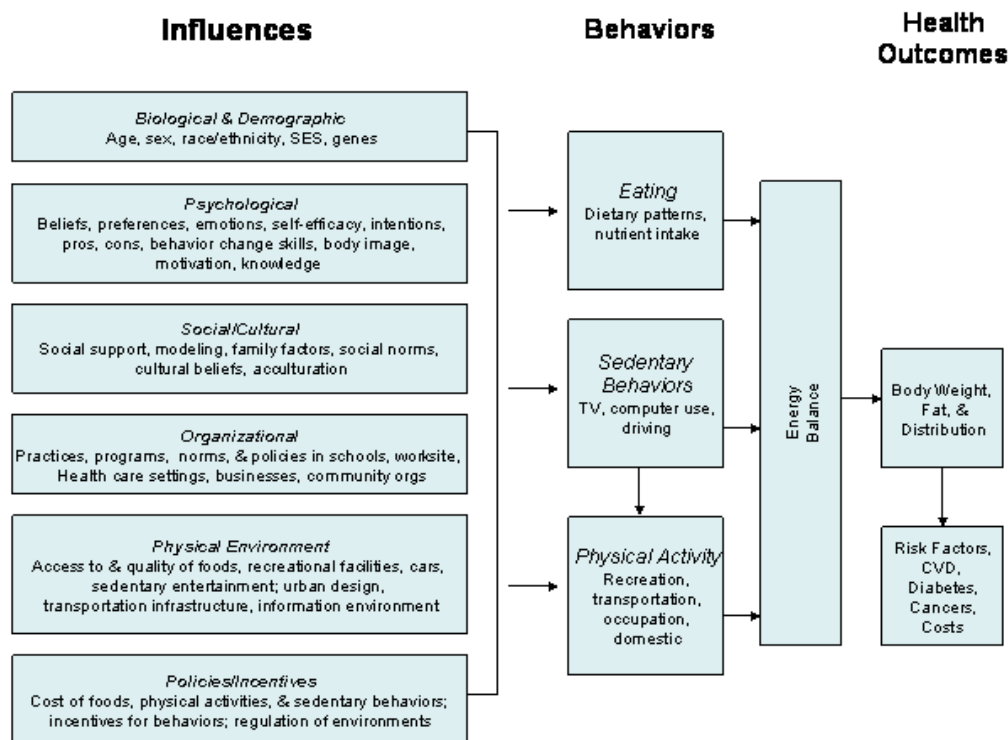 Influences
Behaviors
Health
Outcomes
Biological & Demographic
Age, sex, race/ethnicity, SES, genes
Psychological
Beliefs, preferences, emotions, self-efficacy, intentions,
pros, cons, behavior change skills, body image,
motivation, knowledge
Social/Cultural
Social support, modeling, family factors, social norms,
cultural beliefs, acculturation
Organizational
Practices, programs, norms, & policies in schools, worksite,
Health care settings, businesses, community orgs
Physical Environment
Access to & quality of foods, recreational facilities, cars,
sedentary entertainment; urban design,
transportation infrastructure, information environment
Policies/Incentives
Cost of foods, physical activities, & sedentary behaviors;
incentives for behaviors; regulation of environments
Eating
Dietary patterns,
nutrient intake
Sedentary
Behaviors
TV, computer use,
driving
Physical Activity
Recreation,
transportation,
occupation,
domestic
Energy
Balance
Body Weight,
Fat, &
Distribution
Risk Factors,
CVD,
Diabetes,
Cancers,
Costs